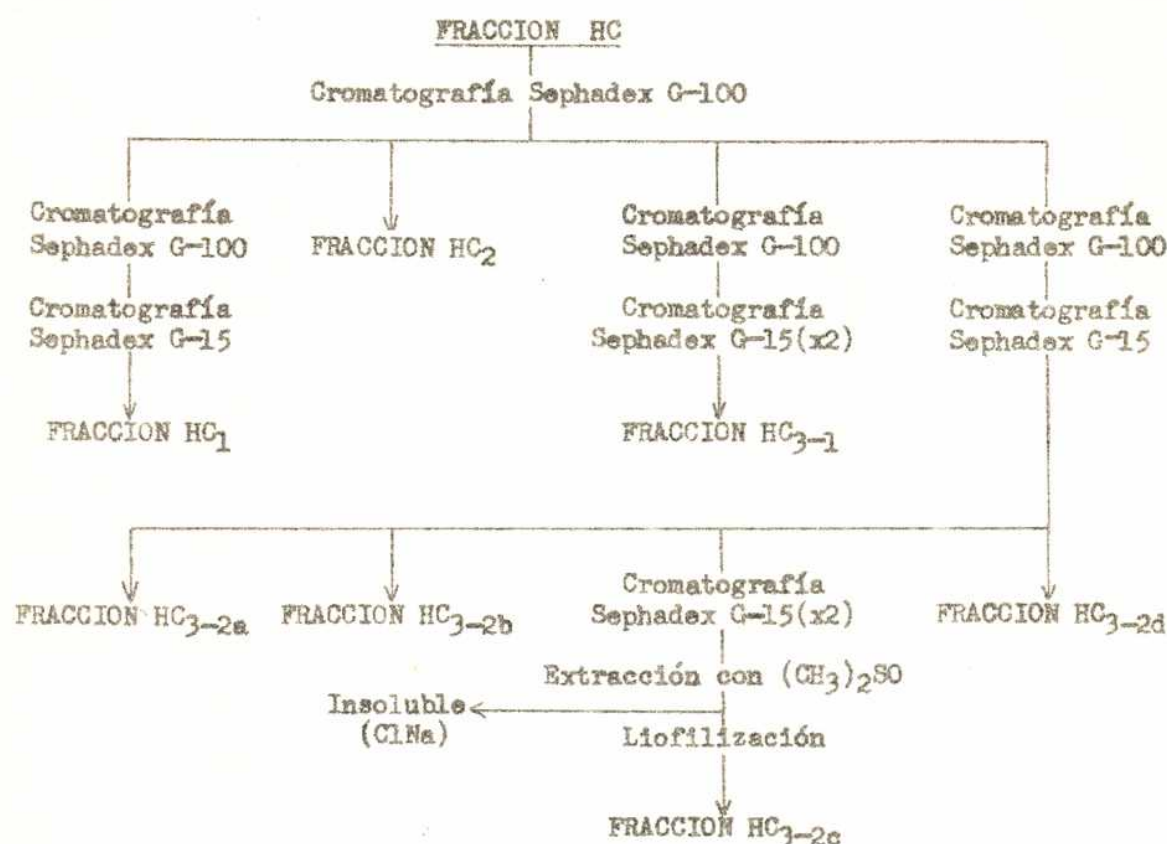 FRACCION HC
Cromatografía Sephadex G-100
Cromatografía
Sephadex G-100
Cromatografía
Sephadex G-15
FRACCION HC1
FRACCION HC2
Cromatografía
Sephadex G-100
Cromatografía
Sephadex G-15(x2)
FRACCION HC3-1
Cromatografía
Sephadex G-100
Cromatografía
Sephadex G-15
FRACCION HC3-2a
FRACCION HC3-2b
Cromatografía
Sephadex G-15(x2)
Extracción con (CH3)2SO
Insoluble
(ClNa)
Liofilización
FRACCION HC3-2c
FRACCION HC3-2d